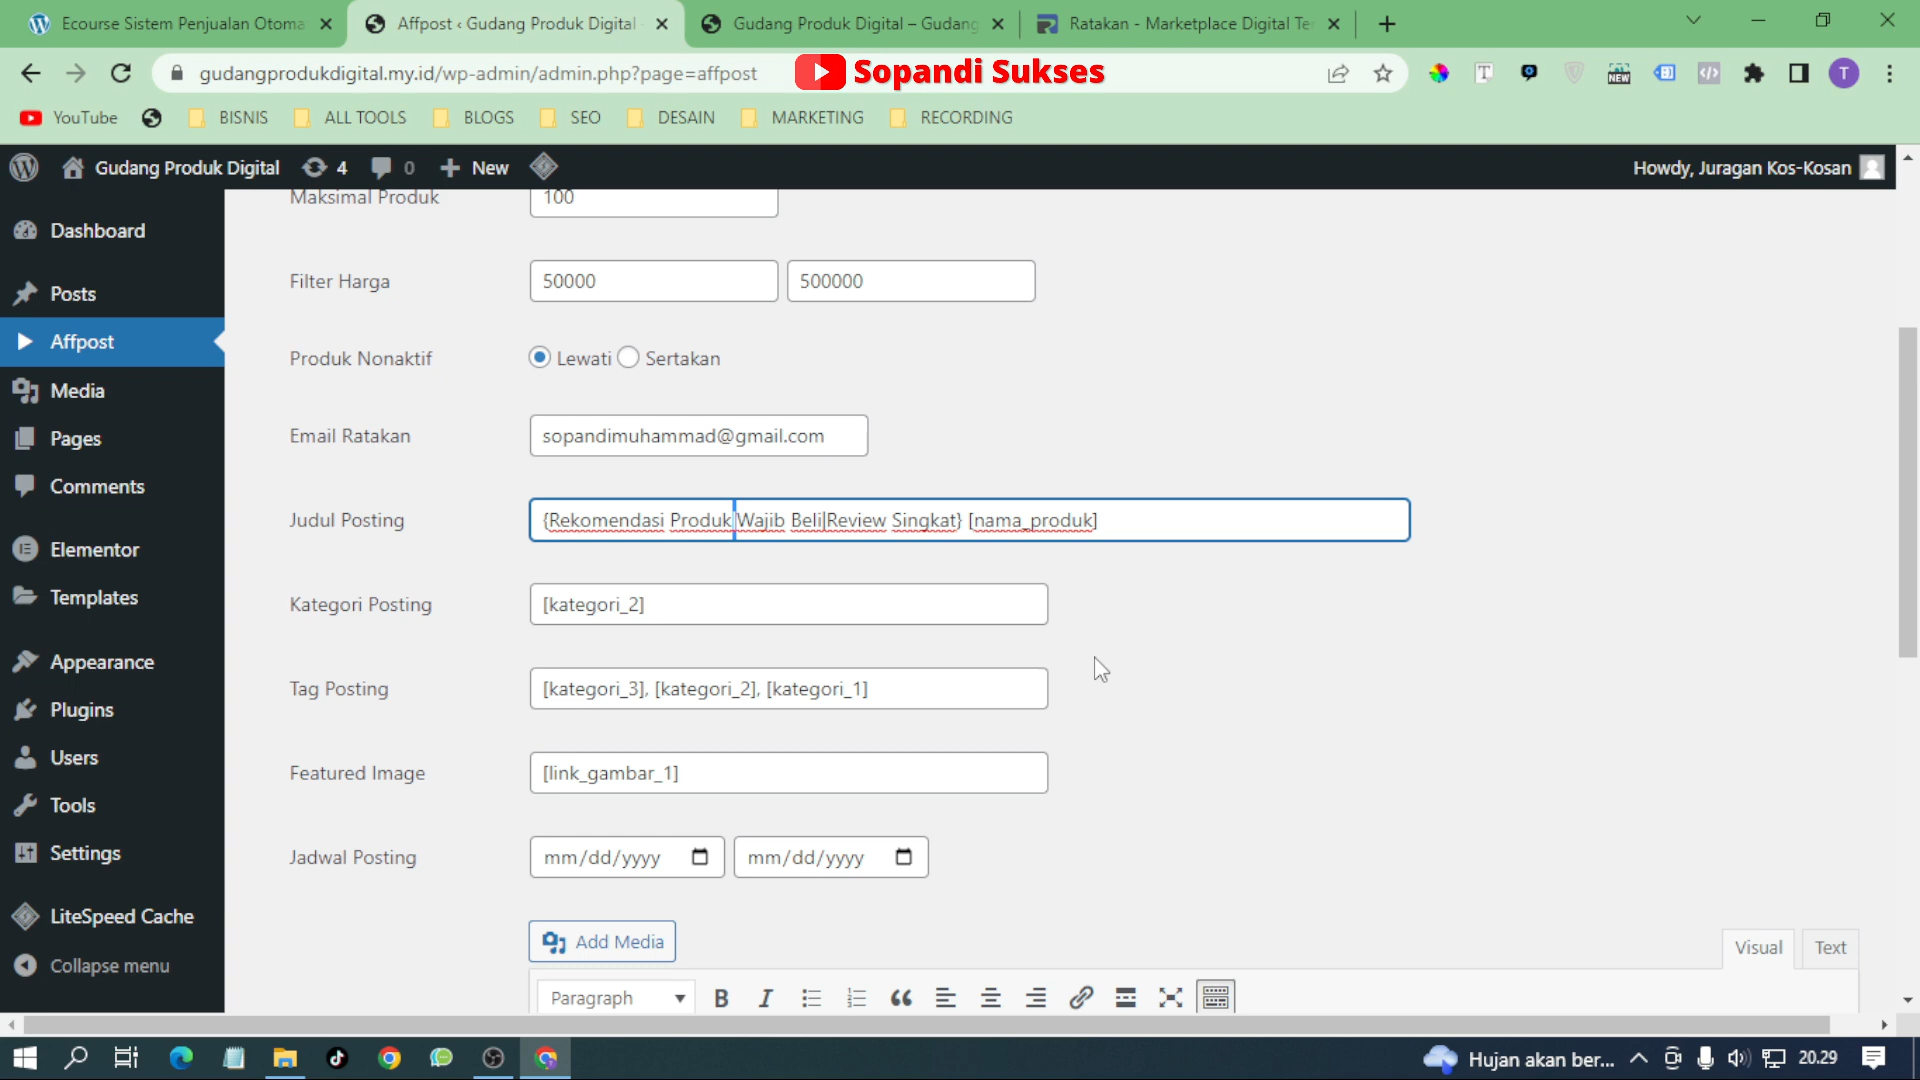 Ecourse Sistem Penjualan Otoma
Affpost ‹ Gudang Produk Digital
Gudang Produk Digital – Gudang
Ratakan - Marketplace Digital Te
gudangprodukdigital.my.id/wp-admin/admin.php?page=affpost
Sopandi Sukses
T
NEW
T
YouTube
BISNIS
ALL TOOLS
BLOGS
SEO
DESAIN
MARKETING
RECORDING
Gudang Produk Digital
4
0
New
Howdy, Juragan Kos-Kosan
Dashboard
Posts
Affpost
Media
Pages
Comments
Elementor
Templates
Appearance
Plugins
Users
Tools
Settings
LiteSpeed Cache
Collapse menu
Maksimal Produk
100
Filter Harga
50000
500000
Produk Nonaktif
Lewati
Sertakan
Email Ratakan
sopandimuhammad@gmail.com
Judul Posting
{Rekomendasi Produk Wajib Beli|Review Singkat} [nama_produk]
Kategori Posting
[kategori_2]
Tag Posting
[kategori_3], [kategori_2], [kategori_1]
Featured Image
[link_gambar_1]
Jadwal Posting
mm/dd/yyyy
mm/dd/yyyy
Add Media
Visual
Text
Paragraph
B
I
Hujan akan ber...
20.29